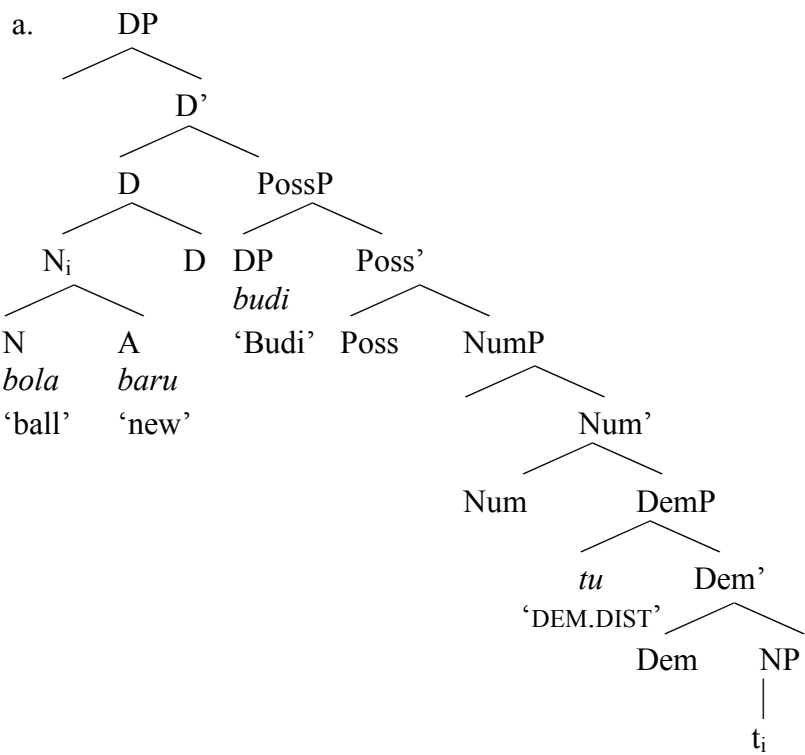 a. DP
D’
D PossP
Nᵢ D DP Poss’
budi
N A ‘Budi’ Poss NumP
bola baru
‘ball’ ‘new’ Num’
Num DemP
tu Dem’
‘DEM.DIST’
Dem NP
tᵢ